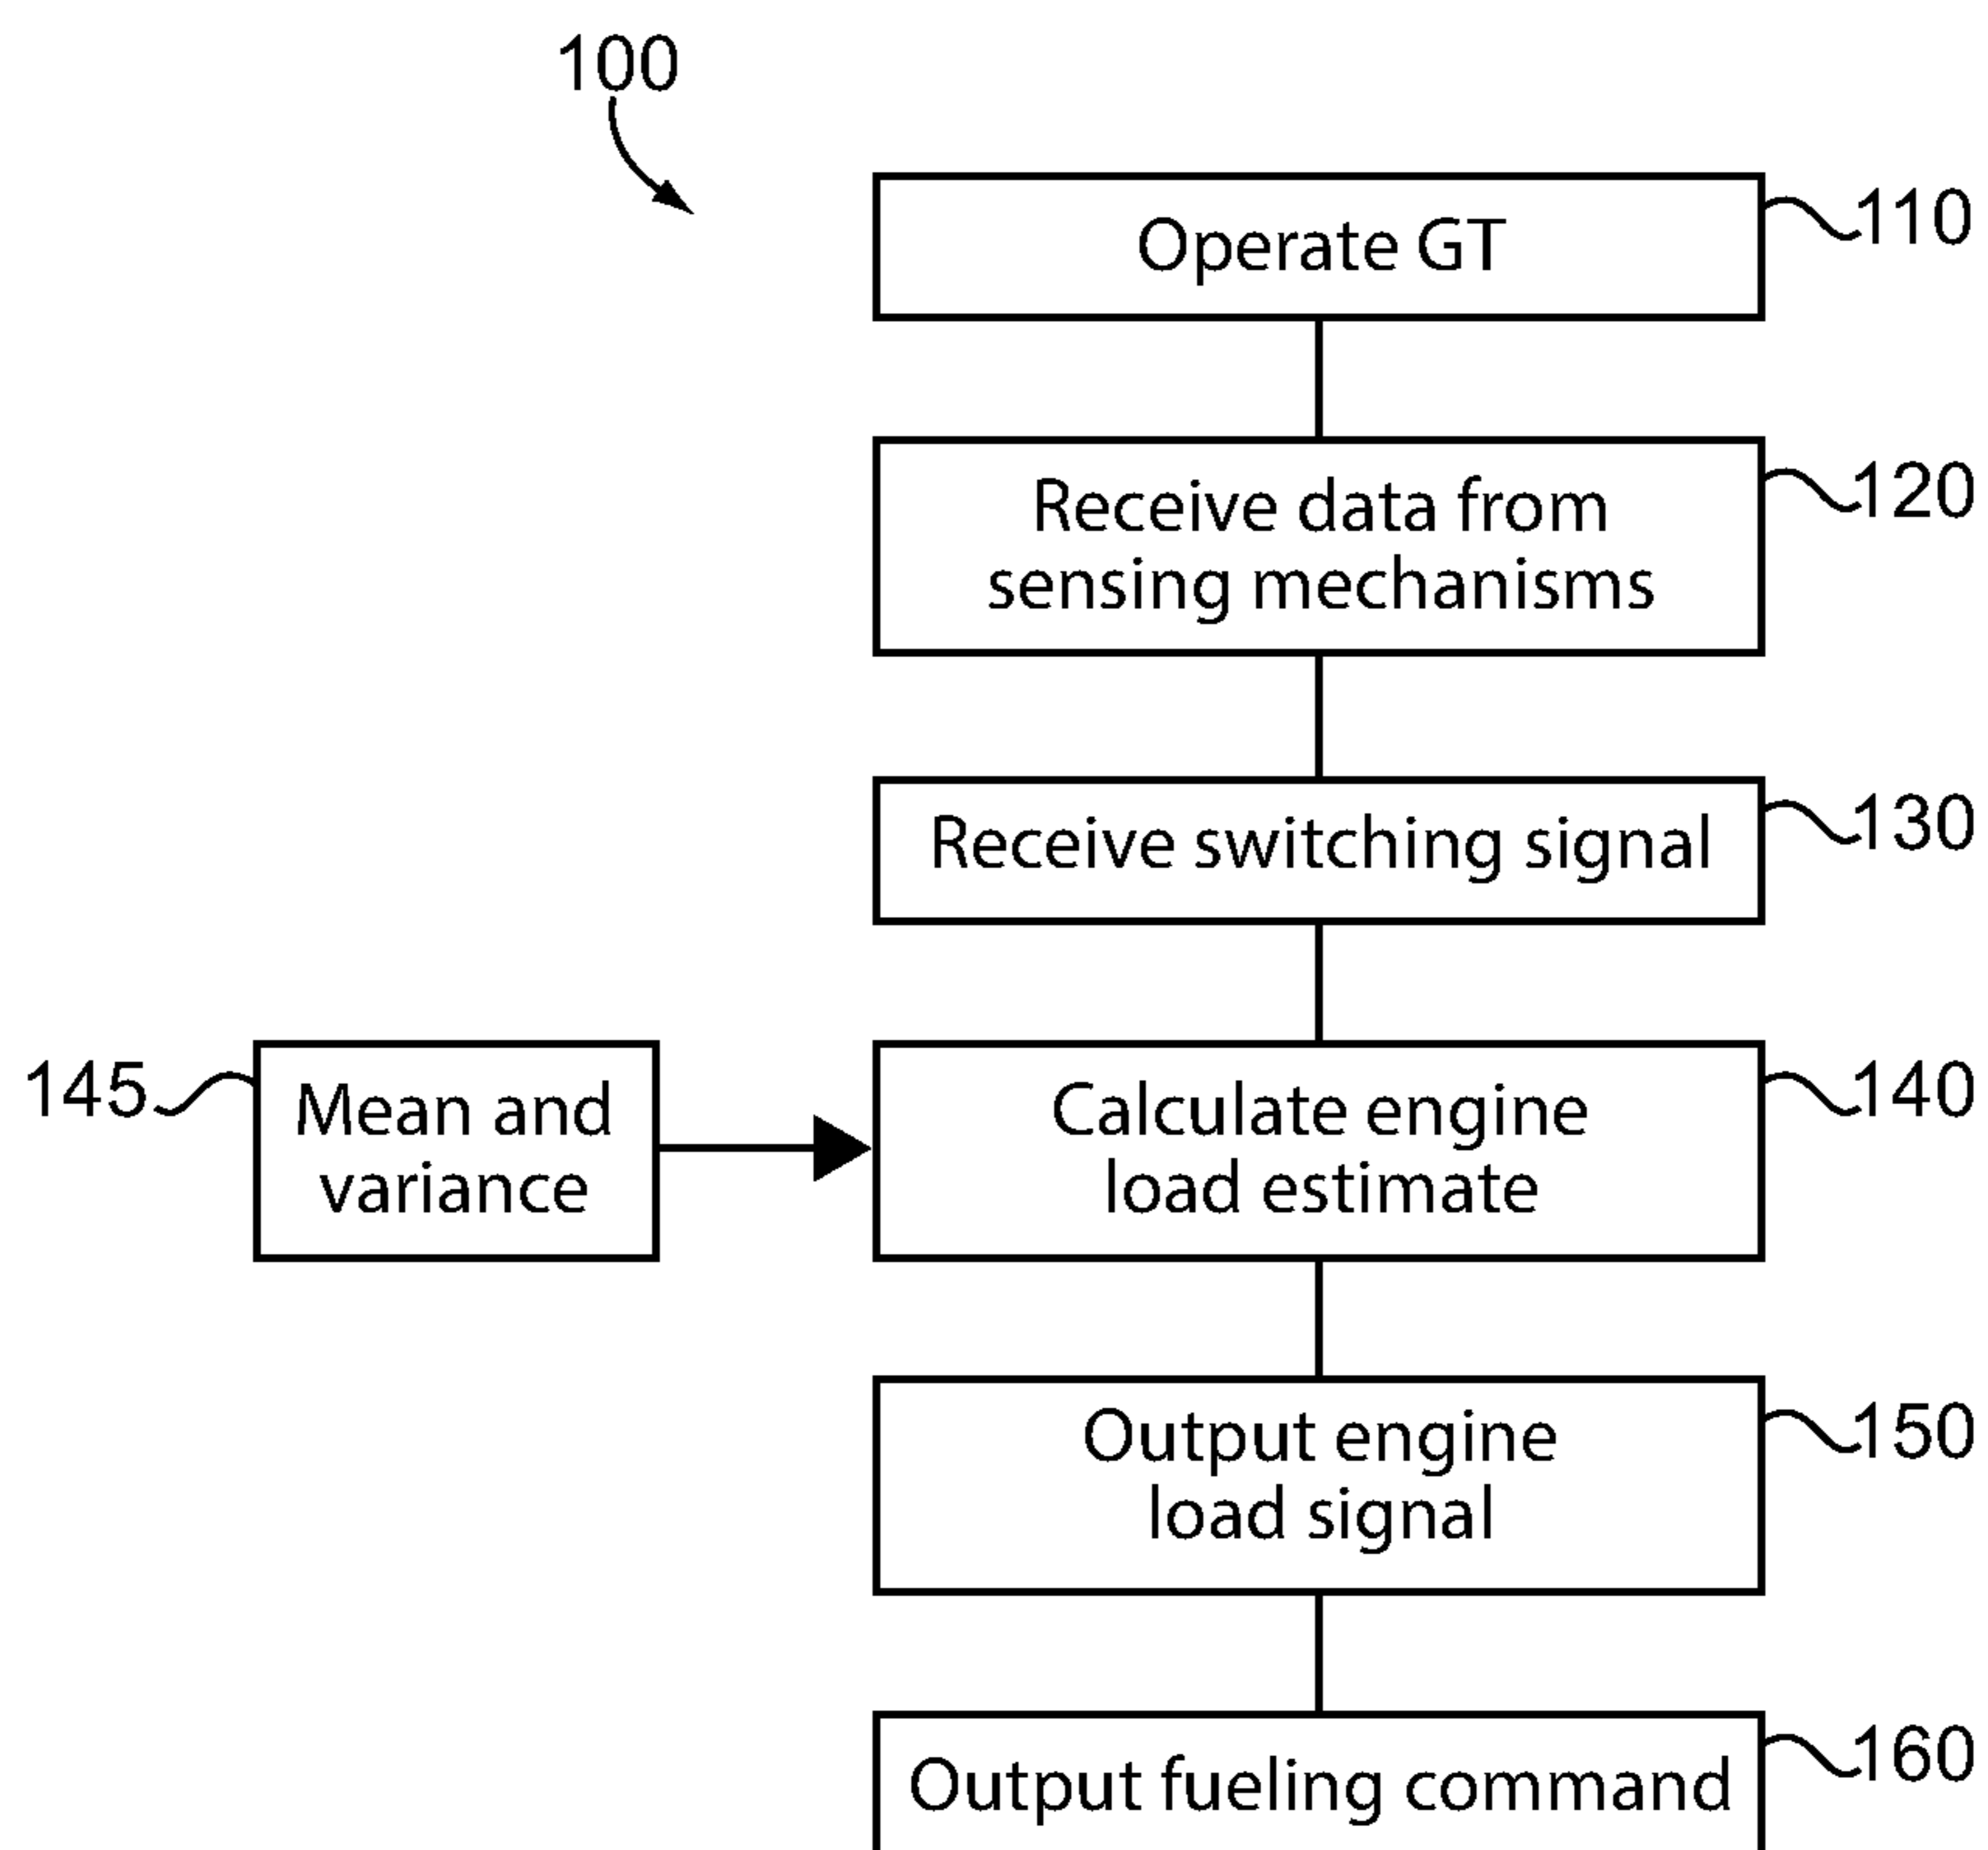 100
Operate GT
110
Receive data from
sensing mechanisms
120
Receive switching signal
130
145
Mean and
variance
Calculate engine
load estimate
140
Output engine
load signal
150
Output fueling command
160